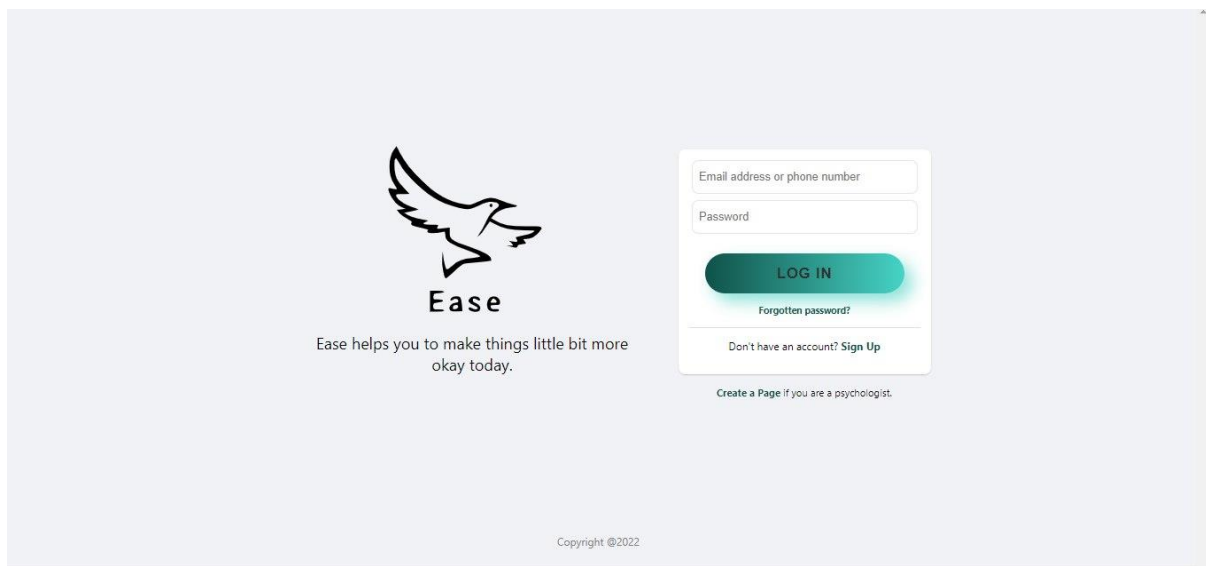 Ease
Ease helps you to make things little bit more
okay today.
Email address or phone number
Password
LOG IN
Forgotten password?
Don't have an account? Sign Up
Create a Page if you are a psychologist.
Copyright @2022